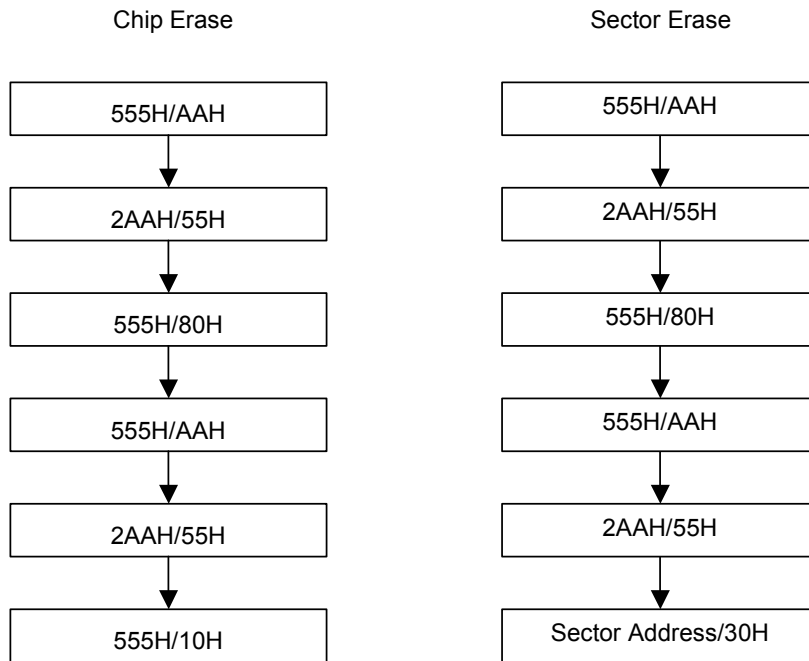 Chip Erase
555H/AAH
2AAH/55H
555H/80H
555H/AAH
2AAH/55H
555H/10H
Sector Erase
555H/AAH
2AAH/55H
555H/80H
555H/AAH
2AAH/55H
Sector Address/30H